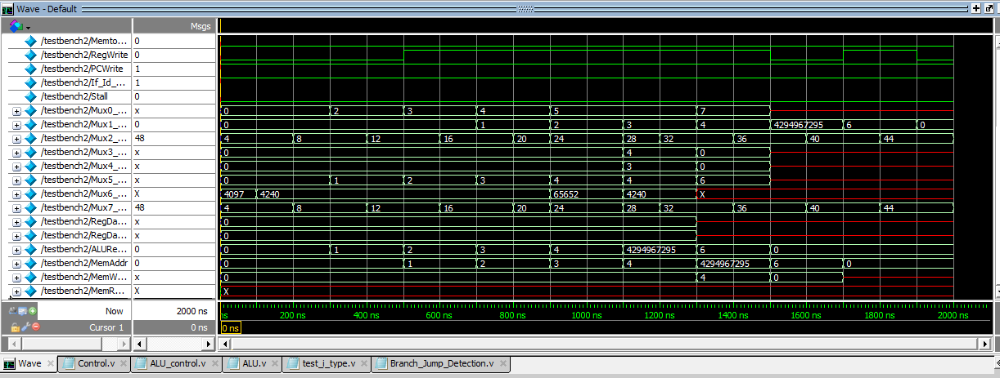 Wave - Default
Msgs
/testbench2/Memto... 0
/testbench2/RegWrite 0
/testbench2/PCWrite 1
/testbench2/If_Id_... 1
/testbench2/Stall 0
/testbench2/Mux0_... x 0 2 3 4 5 7
/testbench2/Mux1_... 0 0 1 2 3 4 4294967295 6 0
/testbench2/Mux2_... 48 4 8 12 16 20 24 28 32 36 40 44
/testbench2/Mux3_... x 0 4 0
/testbench2/Mux4_... x 0 3 0
/testbench2/Mux5_... x 0 1 2 3 4 4 6
/testbench2/Mux6_... X 4097 4240 65652 4240 X
/testbench2/Mux7_... 48 4 8 12 16 20 24 28 32 36 40 44
/testbench2/RegDa... x 0
/testbench2/RegDa... x 0
/testbench2/ALURe... 0 0 1 2 3 4 4294967295 6 0
/testbench2/MemAddr 0 0 1 2 3 4 4294967295 6 0
/testbench2/MemW... x 0 4 0
/testbench2/MemR... X X
Now 2000 ns ns 200 ns 400 ns 600 ns 800 ns 1000 ns 1200 ns 1400 ns 1600 ns 1800 ns 2000 ns
Cursor 1 0 ns 0 ns
Wave Control.v ALU_control.v ALU.v test_i_type.v Branch_Jump_Detection.v